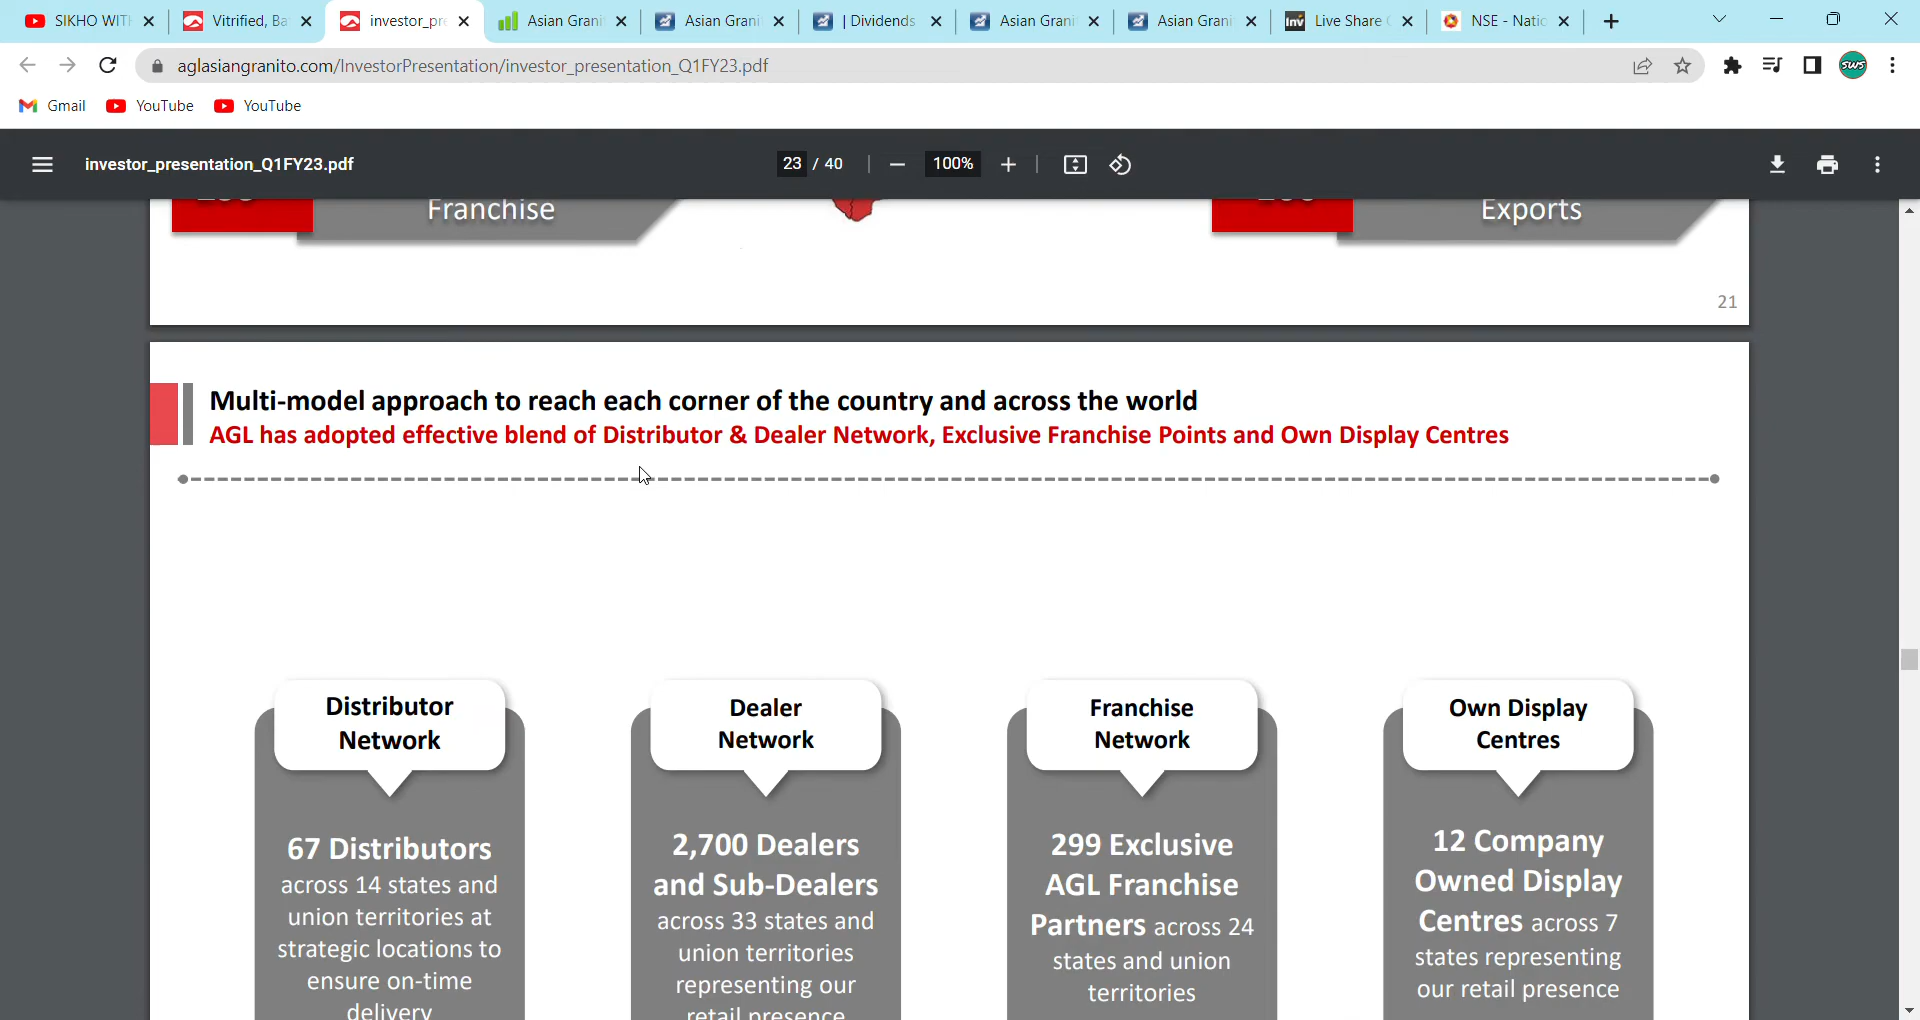 SIKHO WITH
Vitrified, Ba
investor_pre
Asian Grani
Asian Grani
| Dividends
Asian Grani
Asian Grani
Live Share
NSE - Natio
aglasiangranito.com/InvestorPresentation/investor_presentation_Q1FY23.pdf
sws
Gmail
YouTube
YouTube
investor_presentation_Q1FY23.pdf
23 / 40
100%
Franchise
Exports
21
Multi-model approach to reach each corner of the country and across the world
AGL has adopted effective blend of Distributor & Dealer Network, Exclusive Franchise Points and Own Display Centres
Distributor
Network
67 Distributors
across 14 states and
union territories at
strategic locations to
ensure on-time
delivery
Dealer
Network
2,700 Dealers
and Sub-Dealers
across 33 states and
union territories
representing our
retail presence
Franchise
Network
299 Exclusive
AGL Franchise
Partners across 24
states and union
territories
Own Display
Centres
12 Company
Owned Display
Centres across 7
states representing
our retail presence